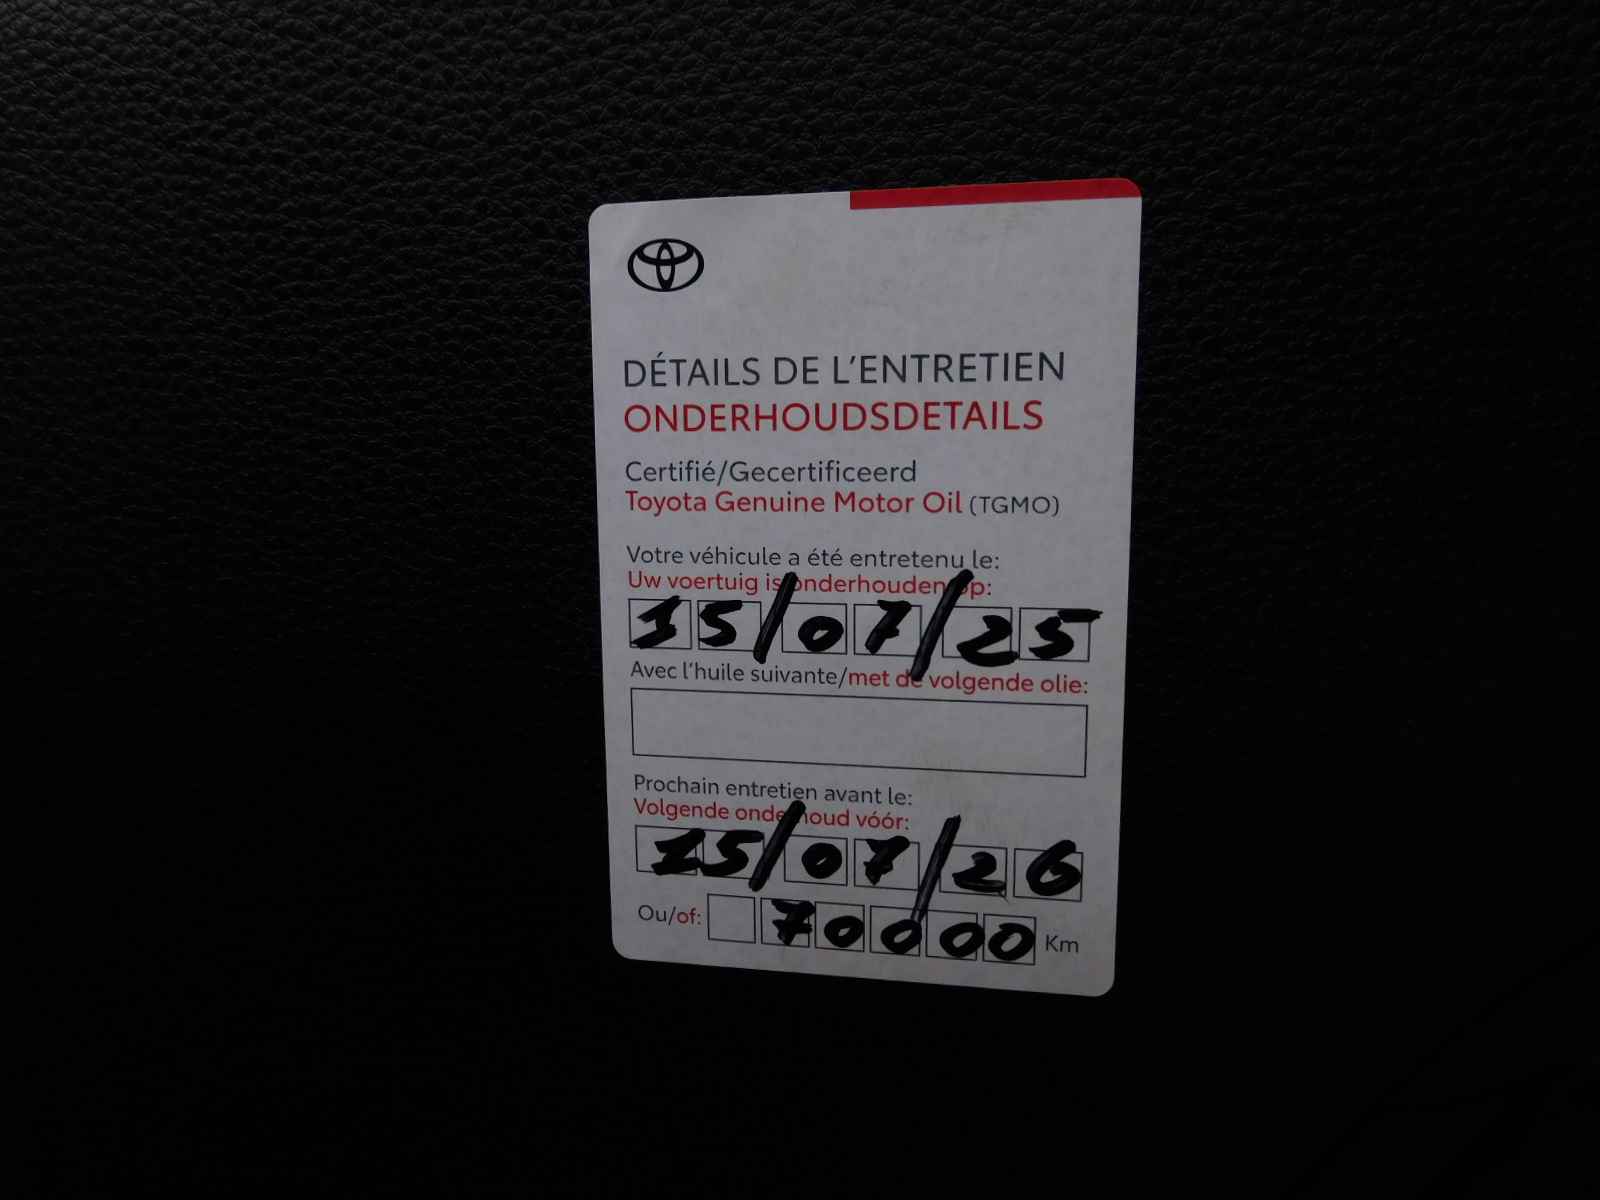 DÉTAILS DE L'ENTRETIEN
ONDERHOUDSDETAILS
Certifié/Gecertificeerd
Toyota Genuine Motor Oil (TGMO)
Votre véhicule a été entretenu le:
Uw voertuig is onderhouden op:
15/07/25
Avec l'huile suivante/met de volgende olie:
Prochain entretien avant le:
Volgende onderhoud vóór:
15/07/26
Ou/of: 70000 Km